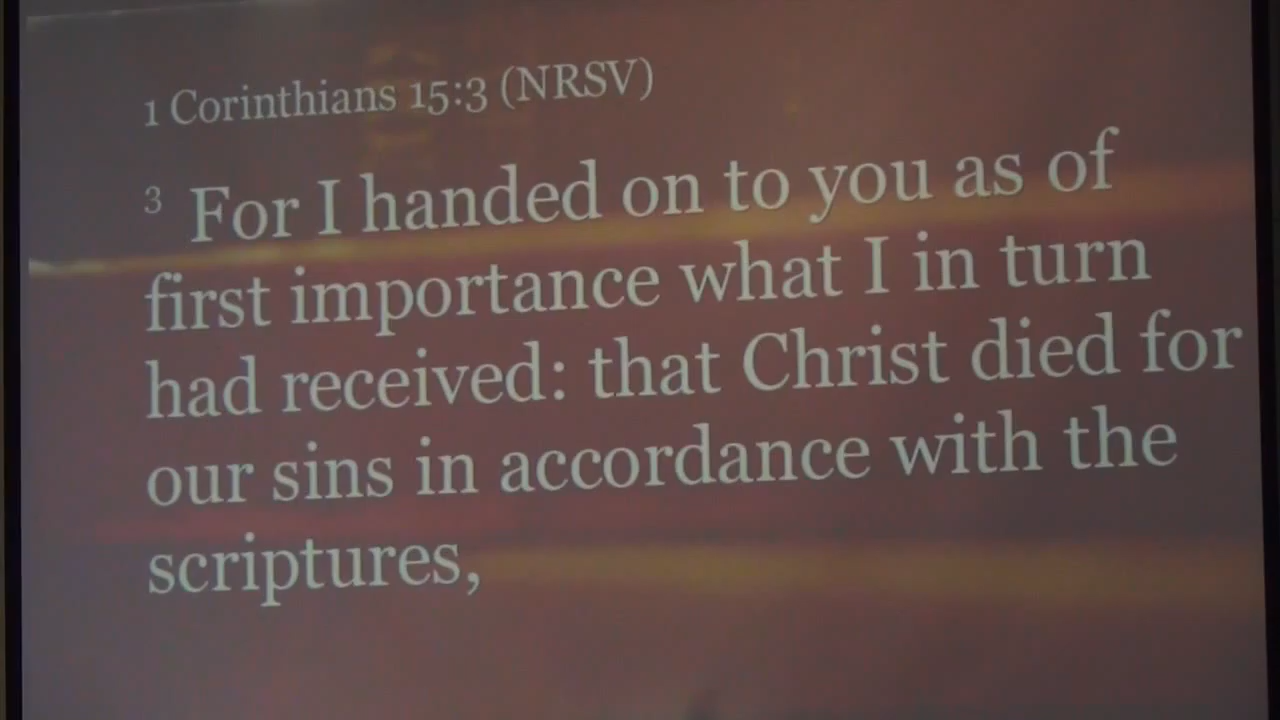 1 Corinthians 15:3 (NRSV)
3 For I handed on to you as of
first importance what I in turn
had received: that Christ died for
our sins in accordance with the
scriptures,